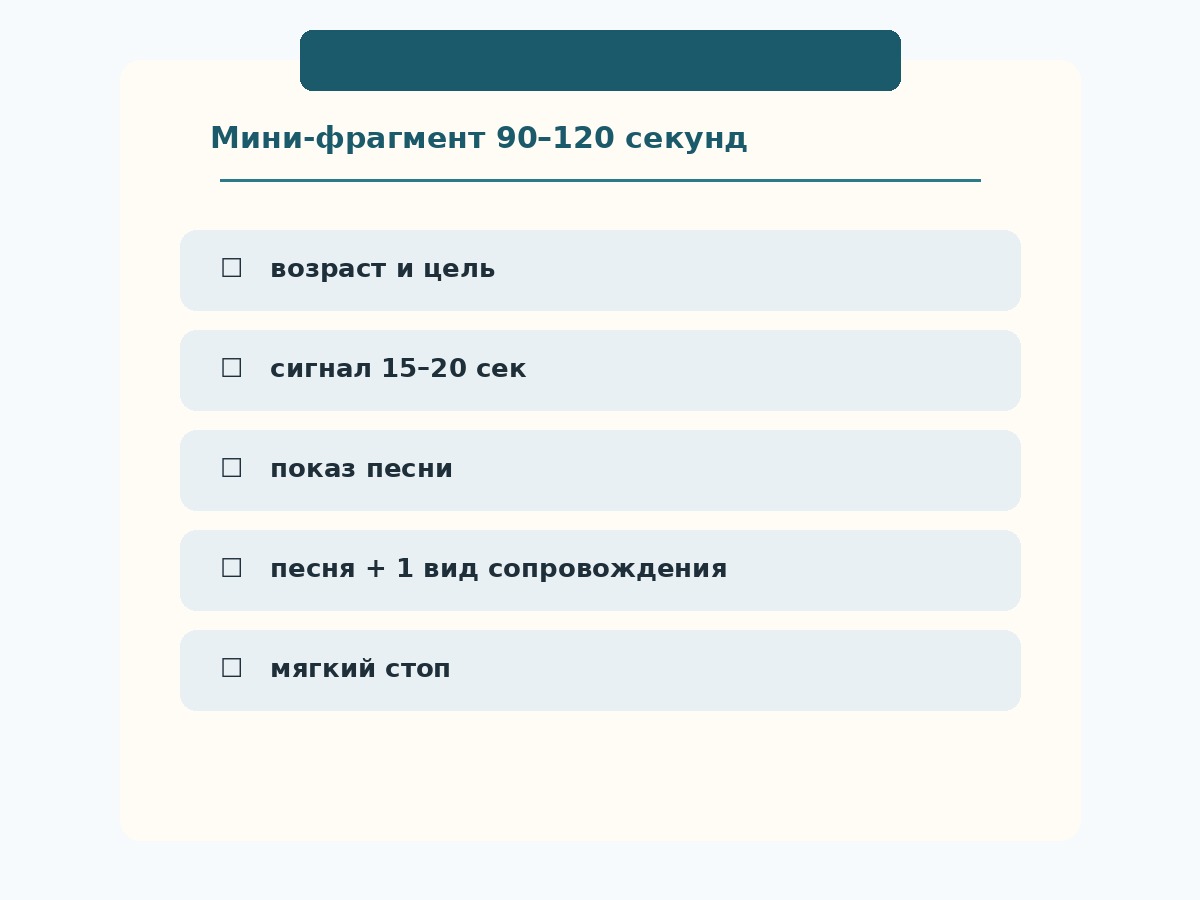 Мини-фрагмент 90–120 секунд
☐ возраст и цель
☐ сигнал 15–20 сек
☐ показ песни
☐ песня + 1 вид сопровождения
☐ мягкий стоп